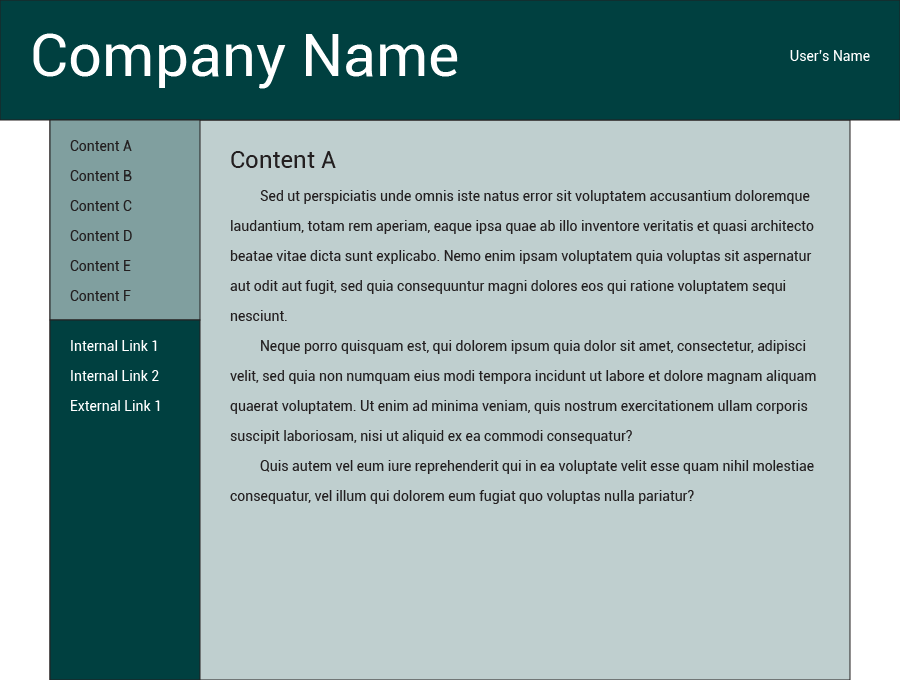 Company Name
User's Name
Content A
Content B
Content C
Content D
Content E
Content F
Internal Link 1
Internal Link 2
External Link 1
Content A
Sed ut perspiciatis unde omnis iste natus error sit voluptatem accusantium doloremque
laudantium, totam rem aperiam, eaque ipsa quae ab illo inventore veritatis et quasi architecto
beatae vitae dicta sunt explicabo. Nemo enim ipsam voluptatem quia voluptas sit aspernatur
aut odit aut fugit, sed quia consequuntur magni dolores eos qui ratione voluptatem sequi
nesciunt.
Neque porro quisquam est, qui dolorem ipsum quia dolor sit amet, consectetur, adipisci
velit, sed quia non numquam eius modi tempora incidunt ut labore et dolore magnam aliquam
quaerat voluptatem. Ut enim ad minima veniam, quis nostrum exercitationem ullam corporis
suscipit laboriosam, nisi ut aliquid ex ea commodi consequatur?
Quis autem vel eum iure reprehenderit qui in ea voluptate velit esse quam nihil molestiae
consequatur, vel illum qui dolorem eum fugiat quo voluptas nulla pariatur?